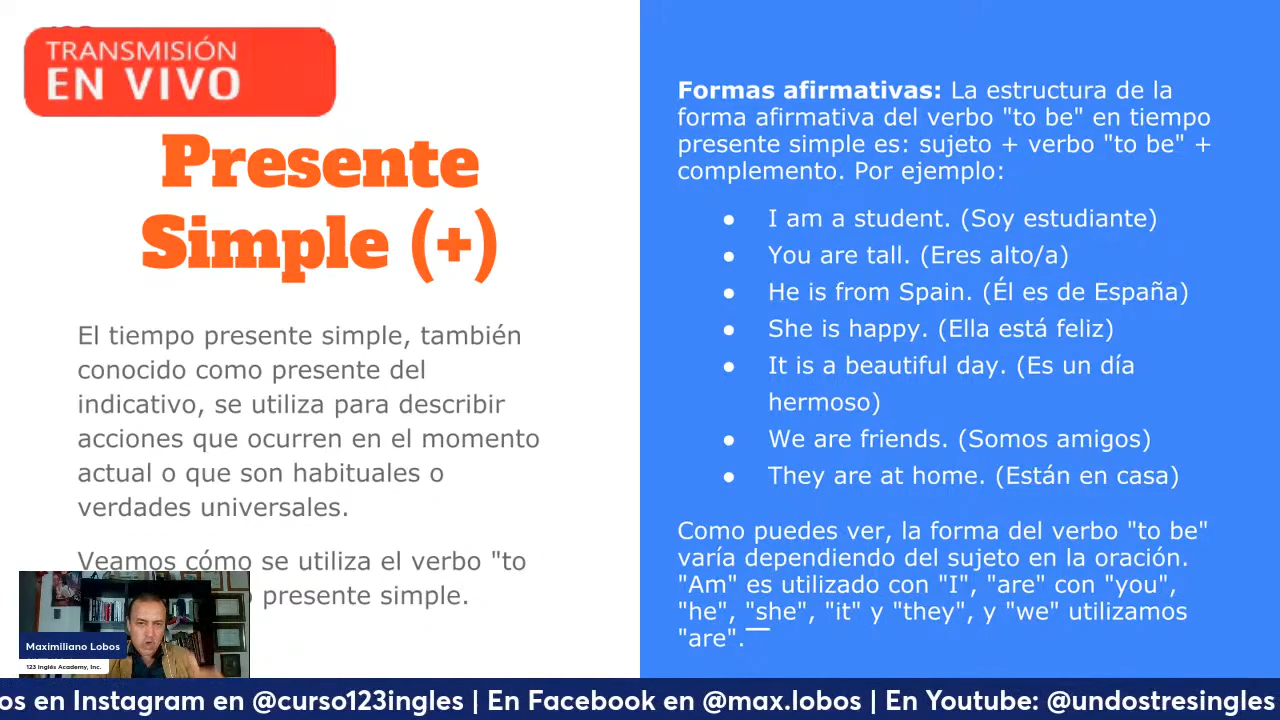 TRANSMISIÓN
EN VIVO
Presente
Simple (+)
El tiempo presente simple, también
conocido como presente del
indicativo, se utiliza para describir
acciones que ocurren en el momento
actual o que son habituales o
verdades universales.
Veamos cómo se utiliza el verbo "to
presente simple.
Maximiliano Lobos
123 Inglés Academy, Inc.
Formas afirmativas: La estructura de la
forma afirmativa del verbo "to be" en tiempo
presente simple es: sujeto + verbo "to be" +
complemento. Por ejemplo:
● I am a student. (Soy estudiante)
● You are tall. (Eres alto/a)
● He is from Spain. (Él es de España)
● She is happy. (Ella está feliz)
● It is a beautiful day. (Es un día
hermoso)
● We are friends. (Somos amigos)
● They are at home. (Están en casa)
Como puedes ver, la forma del verbo "to be"
varía dependiendo del sujeto en la oración.
"Am" es utilizado con "I", "are" con "you",
"he", "she", "it" y "they", y "we" utilizamos
"are".
os en Instagram en @curso123ingles | En Facebook en @max.lobos | En Youtube: @undostresingles